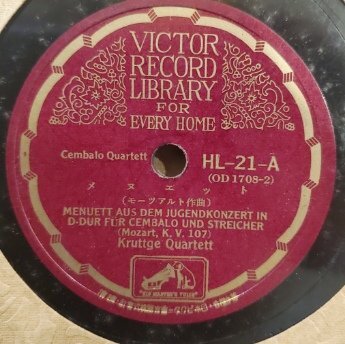 VICTOR
RECORD
LIBRARY
FOR
EVERY HOME
Cembalo Quartett
HL-21-A
(OD 1708-2)
メヌエット
(モーツアルト作曲)
MENUETT AUS DEM JUGENDKONZERT IN
D-DUR FÜR CEMBALO UND STREICHER
(Mozart, K. V. 107)
Kruttge Quartett
"HIS MASTER'S VOICE"